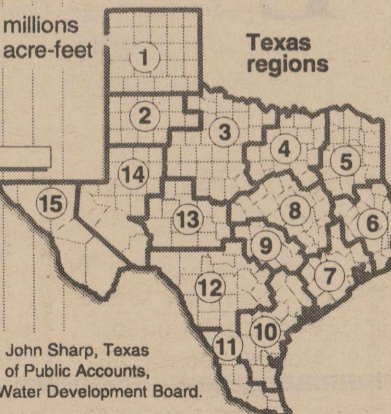 millions
acre-feet
Texas
regions
1
2
3
4
5
14
15
13
8
6
9
7
12
10
11
John Sharp, Texas
of Public Accounts,
Water Development Board.